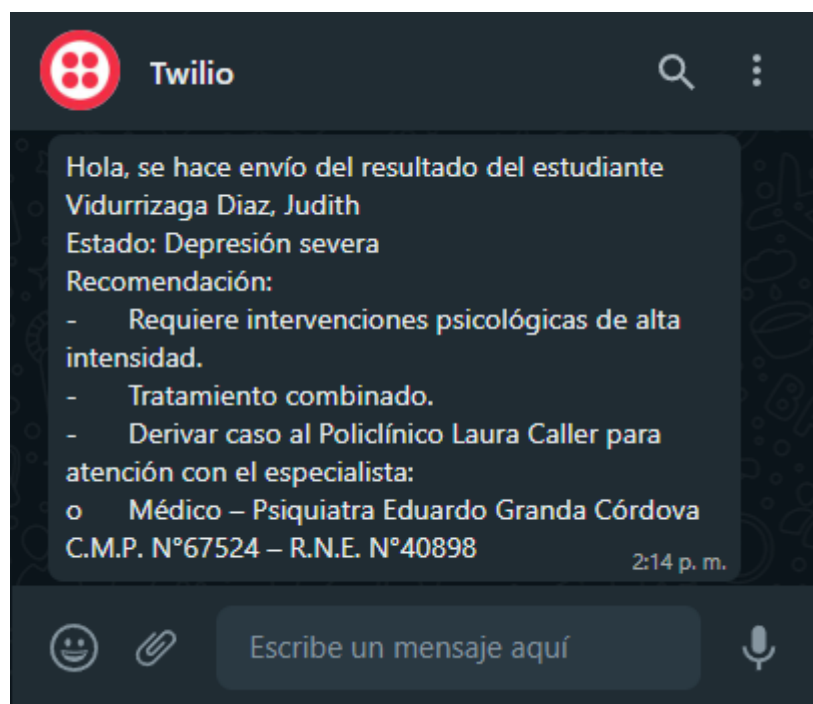 Twilio
Hola, se hace envío del resultado del estudiante
Vidurrizaga Diaz, Judith
Estado: Depresión severa
Recomendación:
- Requiere intervenciones psicológicas de alta
intensidad.
- Tratamiento combinado.
- Derivar caso al Policlínico Laura Caller para
atención con el especialista:
o Médico – Psiquiatra Eduardo Granda Córdova
C.M.P. N°67524 – R.N.E. N°40898
2:14 p. m.
Escribe un mensaje aquí